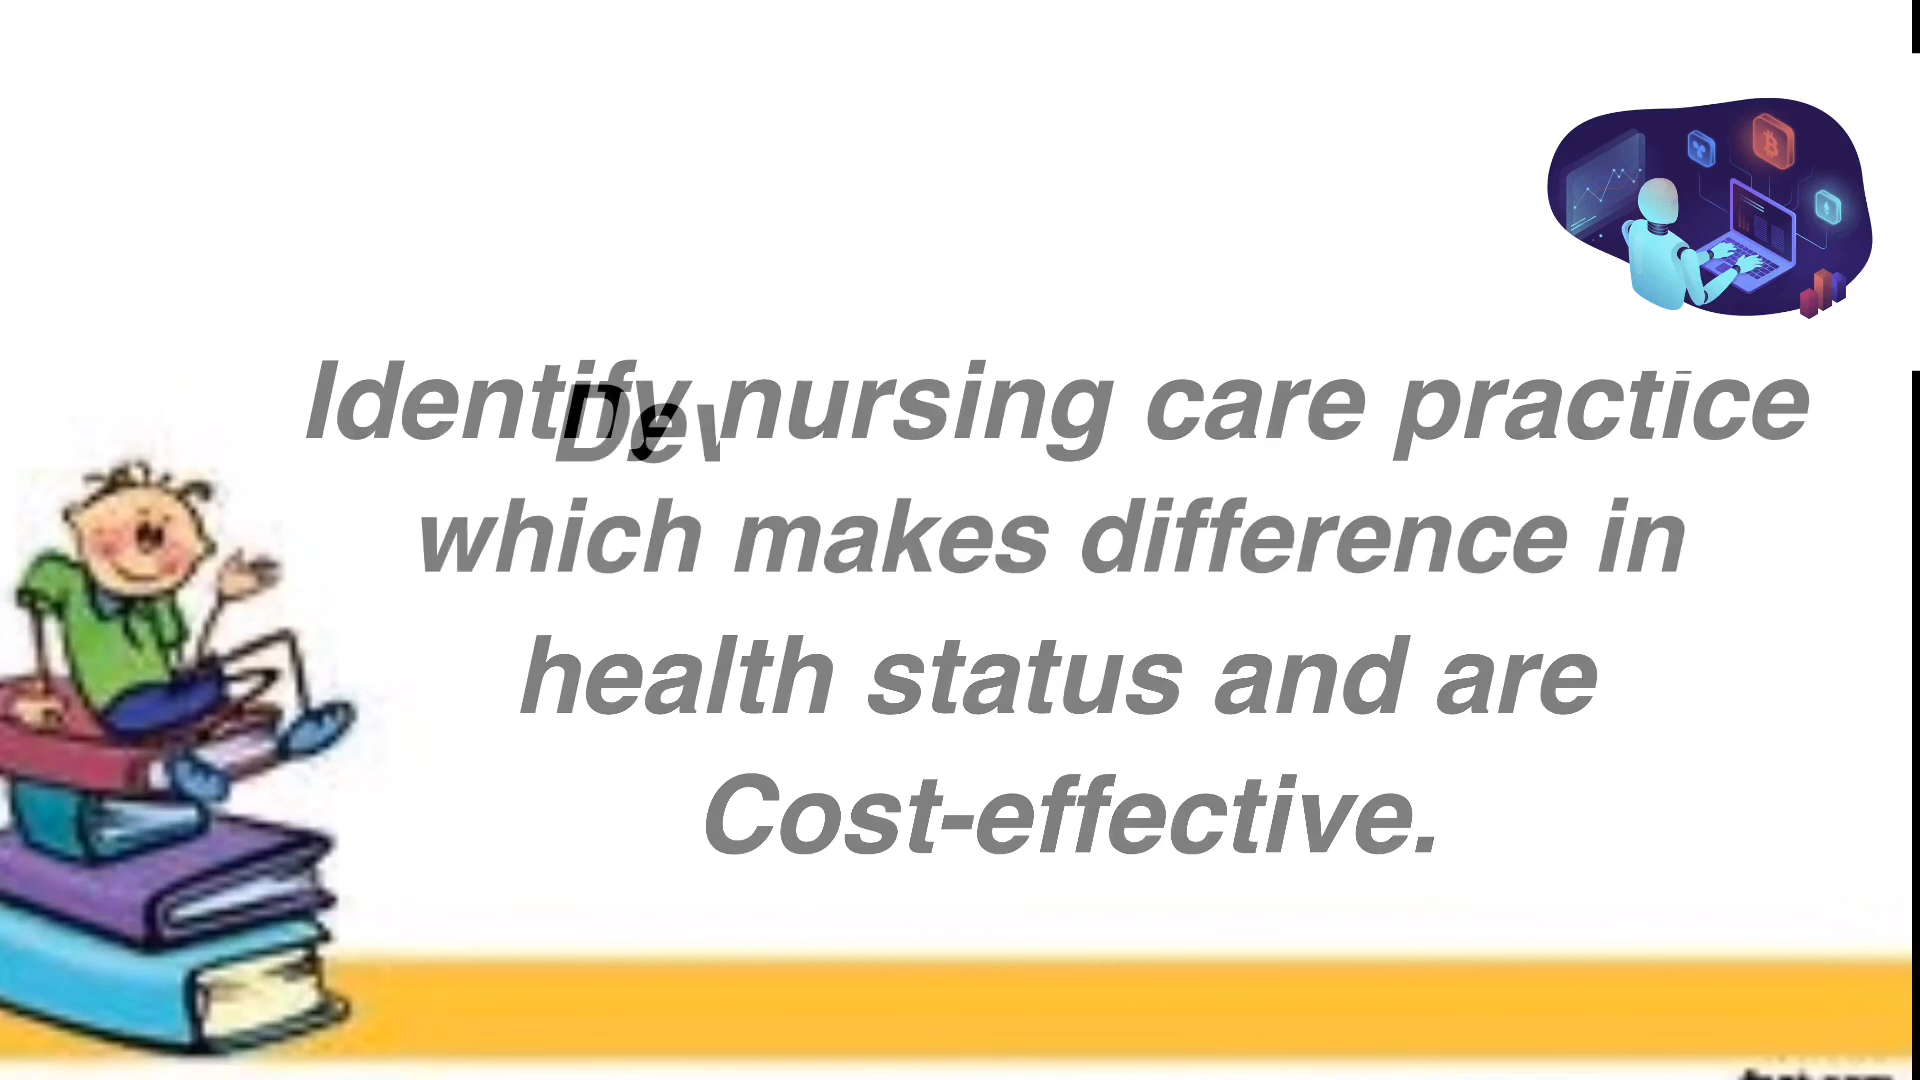 Identify nursing care practice
which makes difference in
health status and are
Cost-effective.